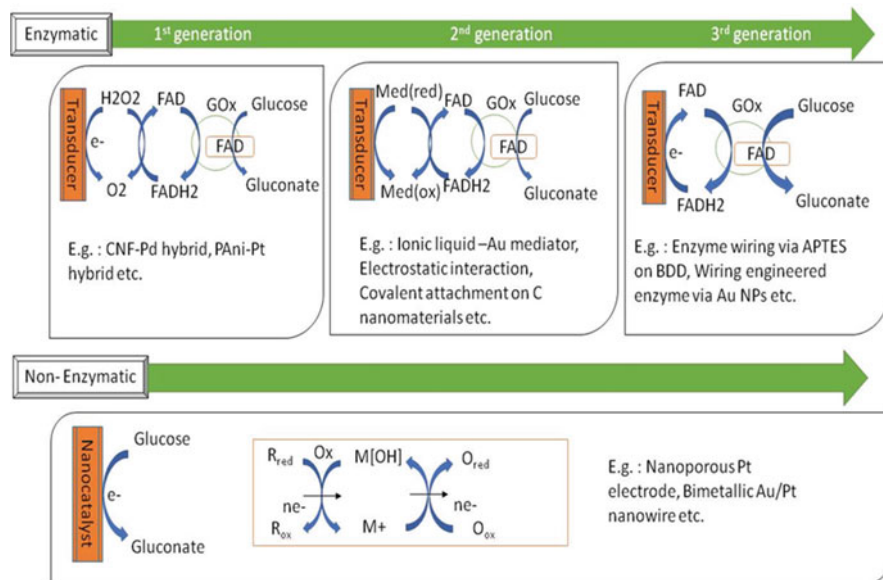 Enzymatic
1st generation
2nd generation
3rd generation
Transducer
H2O2
FAD
GOx
Glucose
e-
FAD
O2
FADH2
Gluconate
E.g. : CNF-Pd hybrid, PAni-Pt
hybrid etc.
Transducer
Med(red)
FAD
GOx
Glucose
FAD
Med(ox)
FADH2
Gluconate
E.g. : Ionic liquid –Au mediator,
Electrostatic interaction,
Covalent attachment on C
nanomaterials etc.
Transducer
FAD
GOx
Glucose
e-
FAD
FADH2
Gluconate
E.g. : Enzyme wiring via APTES
on BDD, Wiring engineered
enzyme via Au NPs etc.
Non- Enzymatic
Nanocatalyst
Glucose
e-
Gluconate
Rred
Ox
M[OH]
Ored
ne-
ne-
Rox
M+
Oox
E.g. : Nanoporous Pt
electrode, Bimetallic Au/Pt
nanowire etc.